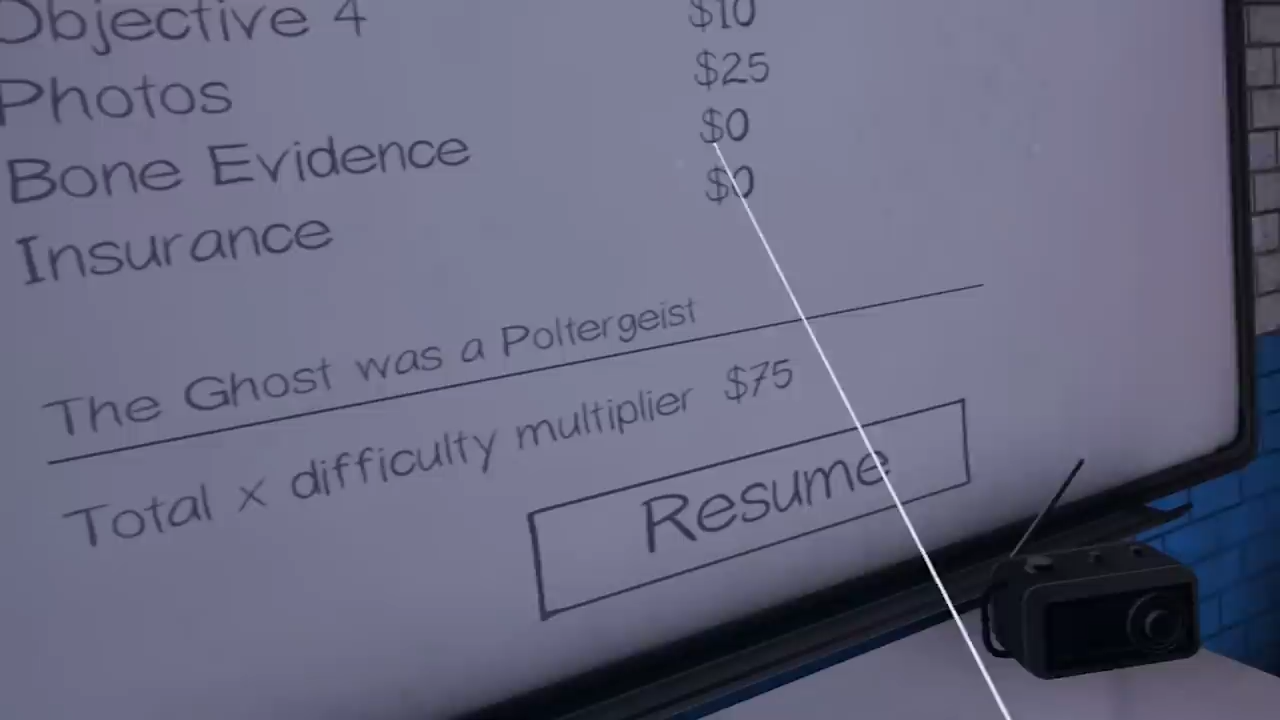 Objective 4 $10
Photos $25
Bone Evidence $0
Insurance $0
The Ghost was a Poltergeist
Total x difficulty multiplier $75
Resume